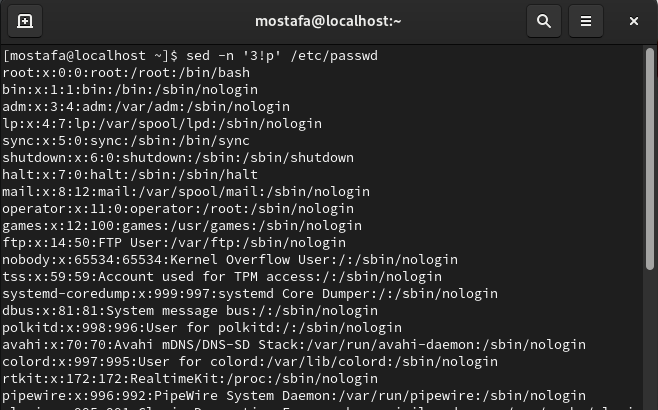 mostafa@localhost:~
[mostafa@localhost ~]$ sed -n '3!p' /etc/passwd
root:x:0:0:root:/root:/bin/bash
bin:x:1:1:bin:/bin:/sbin/nologin
adm:x:3:4:adm:/var/adm:/sbin/nologin
lp:x:4:7:lp:/var/spool/lpd:/sbin/nologin
sync:x:5:0:sync:/sbin:/bin/sync
shutdown:x:6:0:shutdown:/sbin:/sbin/shutdown
halt:x:7:0:halt:/sbin:/sbin/halt
mail:x:8:12:mail:/var/spool/mail:/sbin/nologin
operator:x:11:0:operator:/root:/sbin/nologin
games:x:12:100:games:/usr/games:/sbin/nologin
ftp:x:14:50:FTP User:/var/ftp:/sbin/nologin
nobody:x:65534:65534:Kernel Overflow User:/:/sbin/nologin
tss:x:59:59:Account used for TPM access:/:/sbin/nologin
systemd-coredump:x:999:997:systemd Core Dumper:/:/sbin/nologin
dbus:x:81:81:System message bus:/:/sbin/nologin
polkitd:x:998:996:User for polkitd:/:/sbin/nologin
avahi:x:70:70:Avahi mDNS/DNS-SD Stack:/var/run/avahi-daemon:/sbin/nologin
colord:x:997:995:User for colord:/var/lib/colord:/sbin/nologin
rtkit:x:172:172:RealtimeKit:/proc:/sbin/nologin
pipewire:x:996:992:PipeWire System Daemon:/var/run/pipewire:/sbin/nologin